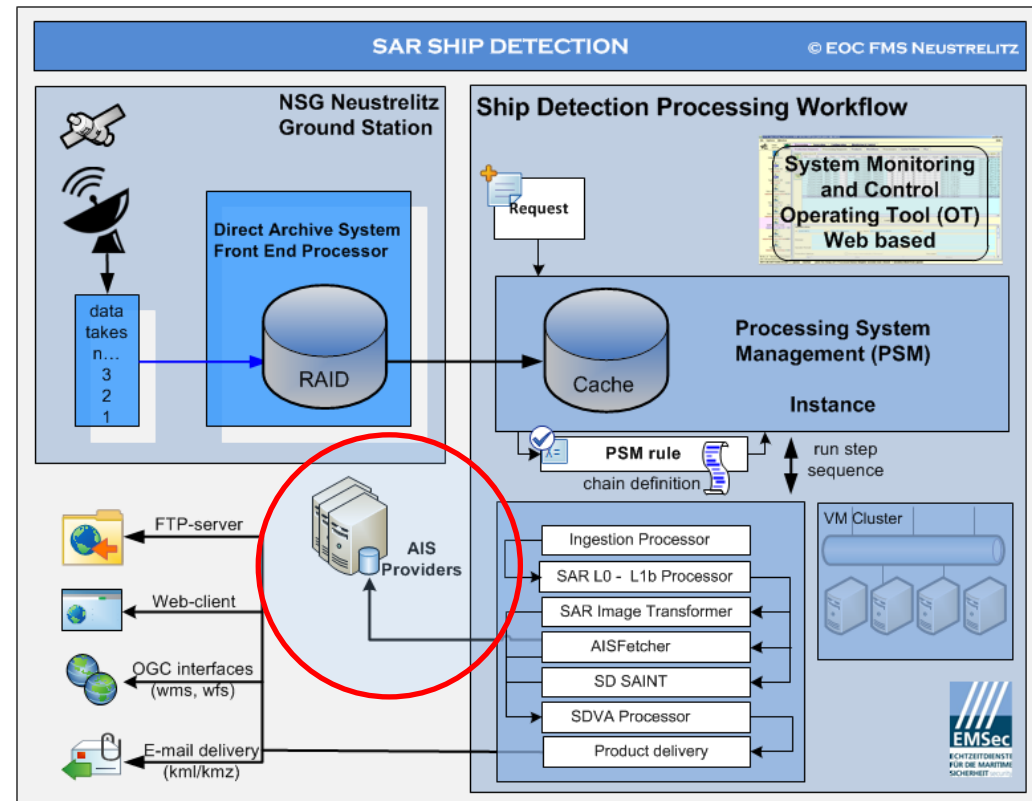 SAR SHIP DETECTION
© EOC FMS NEUSTRELITZ
NSG Neustrelitz
Ground Station
Direct Archive System
Front End Processor
data
takes
n...
3
2
1
RAID
Ship Detection Processing Workflow
System Monitoring
and Control
Operating Tool (OT)
Web based
Request
Cache
Processing System
Management (PSM)
Instance
PSM rule
chain definition
run step
sequence
FTP-server
Web-client
OGC interfaces
(wms, wfs)
E-mail delivery
(kml/kmz)
AIS
Providers
Ingestion Processor
SAR L0 - L1b Processor
SAR Image Transformer
AISFetcher
SD SAINT
SDVA Processor
Product delivery
VM Cluster
EMSec
ECHTZEITDIENSTE
FÜR DIE MARITIME
SICHERHEIT security